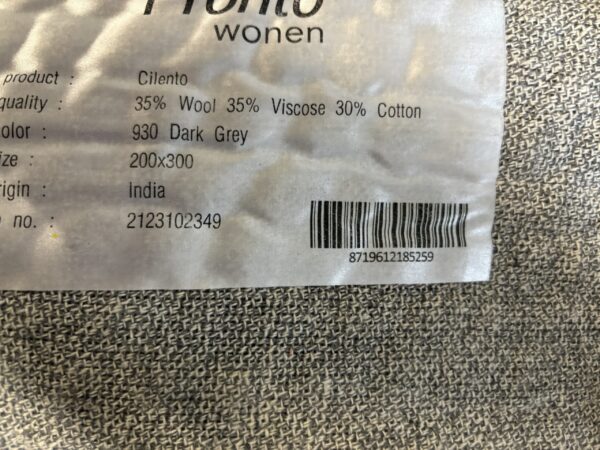 Pronto
wonen
product : Cilento
quality : 35% Wool 35% Viscose 30% Cotton
olor : 930 Dark Grey
ize : 200x300
rigin : India
no. : 2123102349
8719612185259